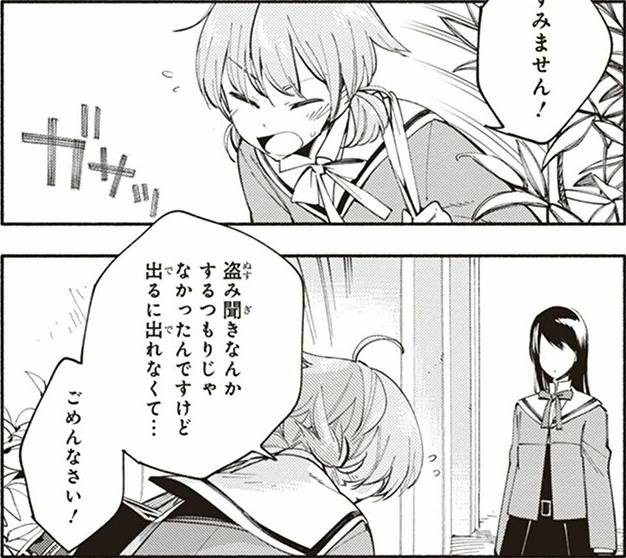 すみません!
ガサッ
盗み聞きなんか
するつもりじゃ
なかったんですけど
出るに出れなくて…
ごめんなさい!